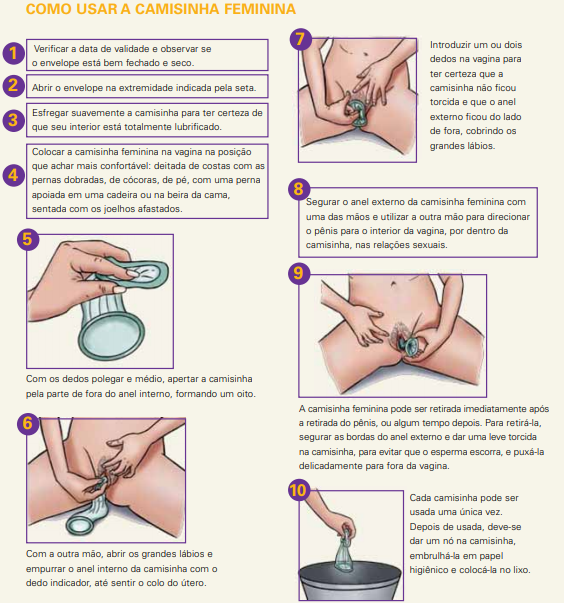 COMO USAR A CAMISINHA FEMININA
1
Verificar a data de validade e observar se
o envelope está bem fechado e seco.
2
Abrir o envelope na extremidade indicada pela seta.
3
Esfregar suavemente a camisinha para ter certeza de
que seu interior está totalmente lubrificado.
4
Colocar a camisinha feminina na vagina na posição
que achar mais confortável: deitada de costas com as
pernas dobradas, de cócoras, de pé, com uma perna
apoiada em uma cadeira ou na beira da cama,
sentada com os joelhos afastados.
5
Com os dedos polegar e médio, apertar a camisinha
pela parte de fora do anel interno, formando um oito.
6
Com a outra mão, abrir os grandes lábios e
empurrar o anel interno da camisinha com o
dedo indicador, até sentir o colo do útero.
7
Introduzir um ou dois
dedos na vagina para
ter certeza que a
camisinha não ficou
torcida e que o anel
externo ficou do lado
de fora, cobrindo os
grandes lábios.
8
Segurar o anel externo da camisinha feminina com
uma das mãos e utilizar a outra mão para direcionar
o pênis para o interior da vagina, por dentro da
camisinha, nas relações sexuais.
9
A camisinha feminina pode ser retirada imediatamente após
a retirada do pênis, ou algum tempo depois. Para retirá-la,
segurar as bordas do anel externo e dar uma leve torcida
na camisinha, para evitar que o esperma escorra, e puxá-la
delicadamente para fora da vagina.
10
Cada camisinha pode ser
usada uma única vez.
Depois de usada, deve-se
dar um nó na camisinha,
embrulhá-la em papel
higiênico e colocá-la no lixo.